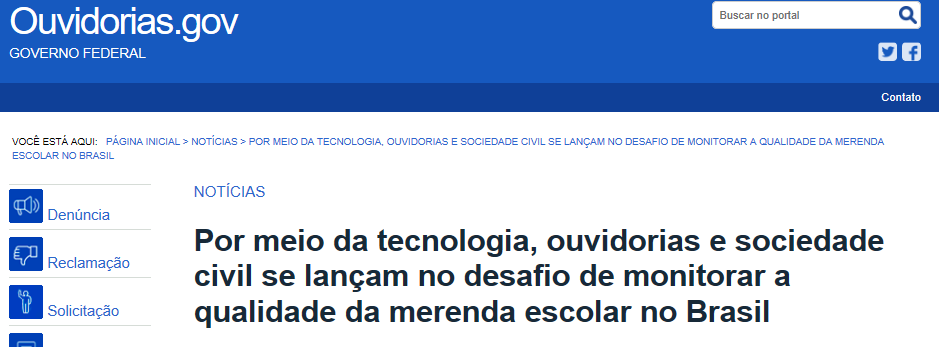 Ouvidorias.gov
GOVERNO FEDERAL
Buscar no portal
Contato
VOCÊ ESTÁ AQUI: PÁGINA INICIAL > NOTÍCIAS > POR MEIO DA TECNOLOGIA, OUVIDORIAS E SOCIEDADE CIVIL SE LANÇAM NO DESAFIO DE MONITORAR A QUALIDADE DA MERENDA
ESCOLAR NO BRASIL
Denúncia
Reclamação
Solicitação
NOTÍCIAS
Por meio da tecnologia, ouvidorias e sociedade
civil se lançam no desafio de monitorar a
qualidade da merenda escolar no Brasil